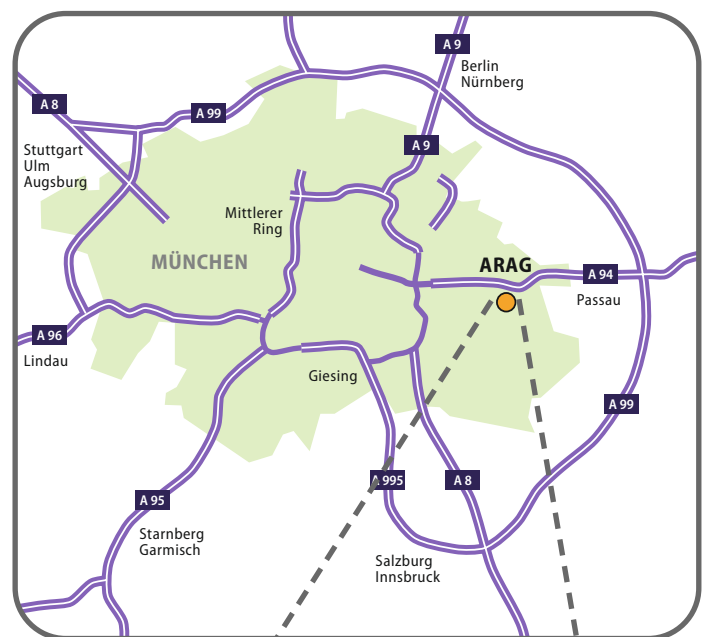 A 9
Berlin
Nürnberg
A 8
A 99
A 9
Stuttgart
Ulm
Augsburg
Mittlerer
Ring
MÜNCHEN
ARAG
A 94
Passau
A 96
Lindau
Giesing
A 99
A 995
A 8
A 95
Starnberg
Garmisch
Salzburg
Innsbruck